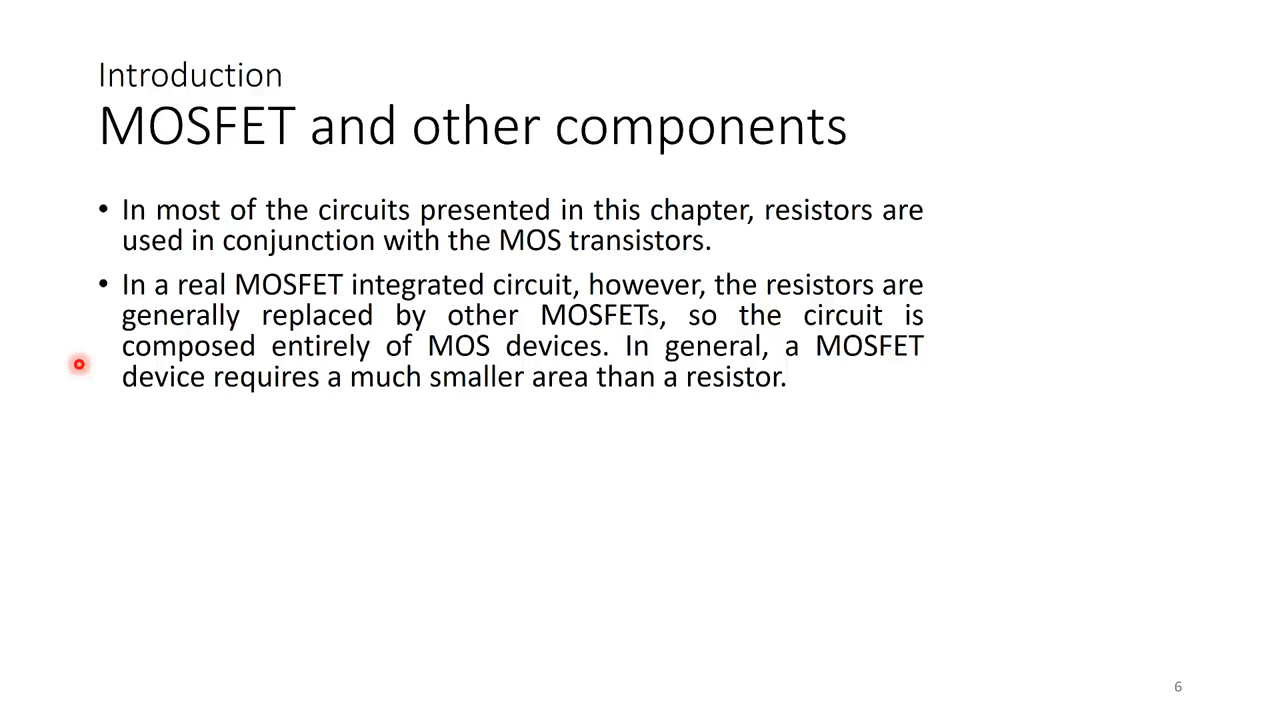 Introduction
MOSFET and other components
• In most of the circuits presented in this chapter, resistors are
used in conjunction with the MOS transistors.
• In a real MOSFET integrated circuit, however, the resistors are
generally replaced by other MOSFETs, so the circuit is
composed entirely of MOS devices. In general, a MOSFET
device requires a much smaller area than a resistor.
6